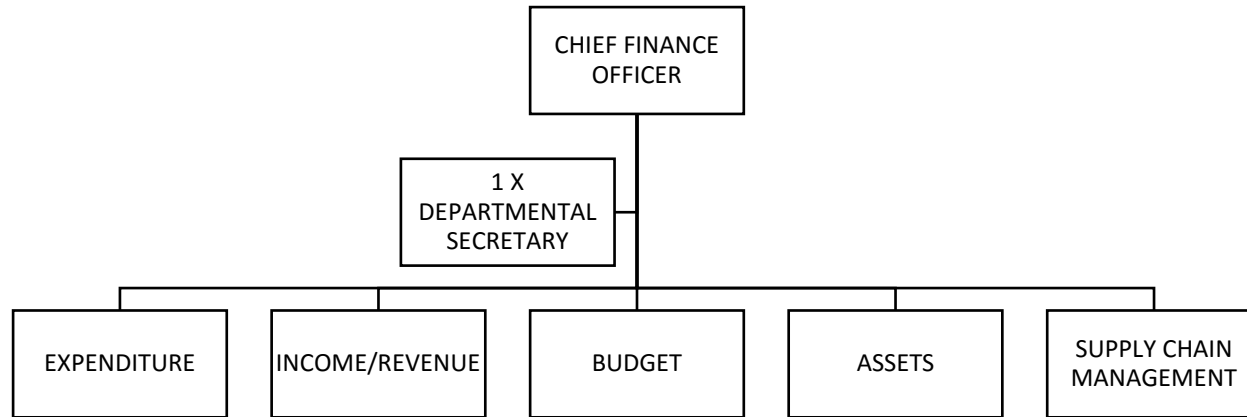 CHIEF FINANCE
OFFICER
1 X
DEPARTMENTAL
SECRETARY
EXPENDITURE
INCOME/REVENUE
BUDGET
ASSETS
SUPPLY CHAIN
MANAGEMENT